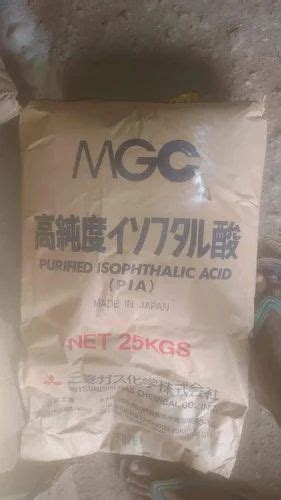 MGC
高純度イソフタル酸
PURIFIED ISOPHTHALIC ACID
(PIA)
MADE IN JAPAN
NET 25KGS
三菱ガス化学株式会社
MITSUBISHI GAS CHEMICAL CO., INC.